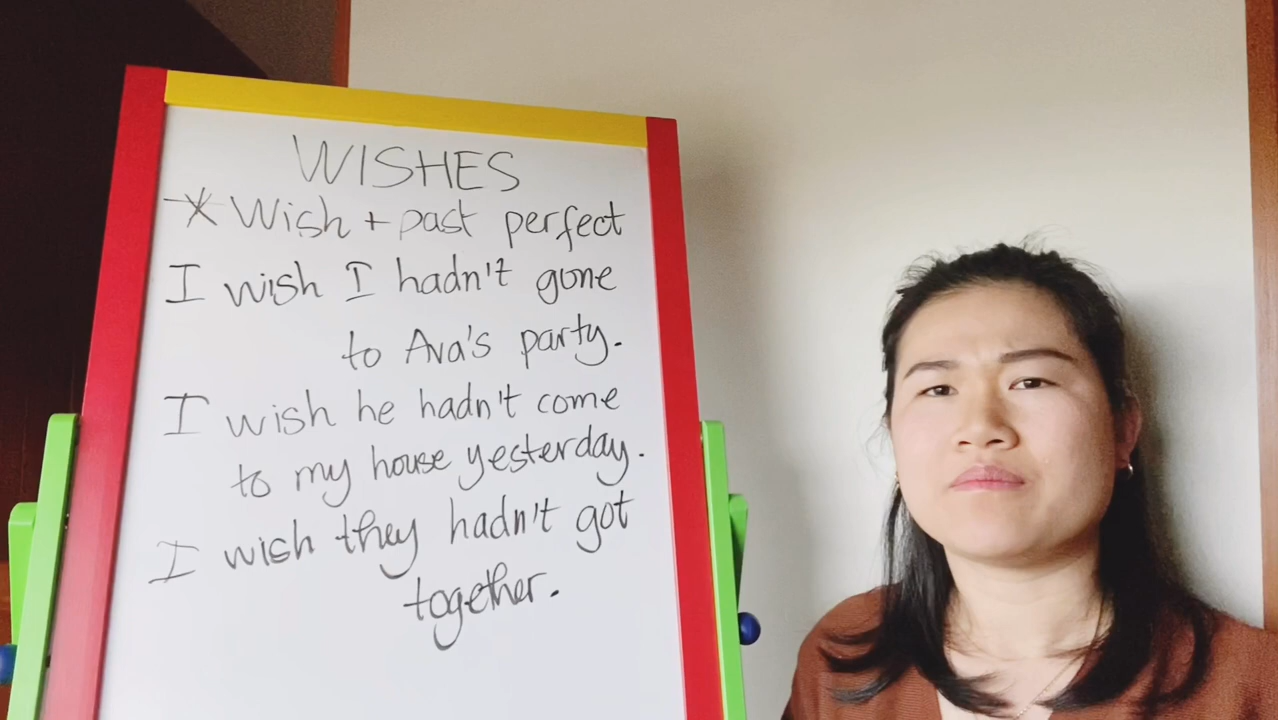 WISHES
* Wish + past perfect
I wish I hadn't gone
to Ava's party.
I wish he hadn't come
to my house yesterday.
I wish they hadn't got
together.